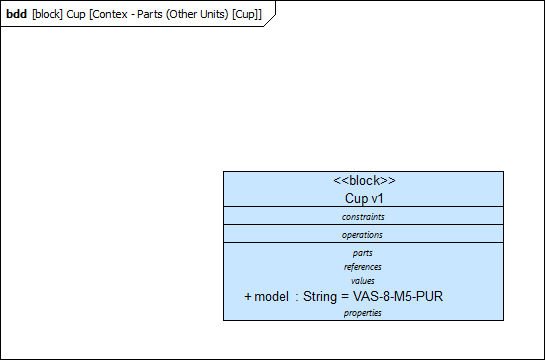 bdd [block] Cup [Contex - Parts (Other Units) [Cup]]
<<block>>
Cup v1
constraints
operations
parts
references
values
+ model : String = VAS-8-M5-PUR
properties